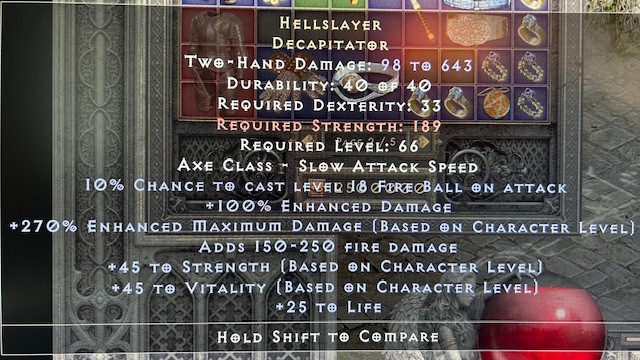 Hellslayer
Decapitator
Two-Hand Damage: 98 to 643
Durability: 40 of 40
Required Dexterity: 33
Required Strength: 189
Required Level: 66
Axe Class - Slow Attack Speed
10% Chance to cast level 18 Fire Ball on attack
+100% Enhanced Damage
+270% Enhanced Maximum Damage (Based on Character Level)
Adds 150-250 fire damage
+45 to Strength (Based on Character Level)
+45 to Vitality (Based on Character Level)
+25 to Life
Hold Shift to Compare